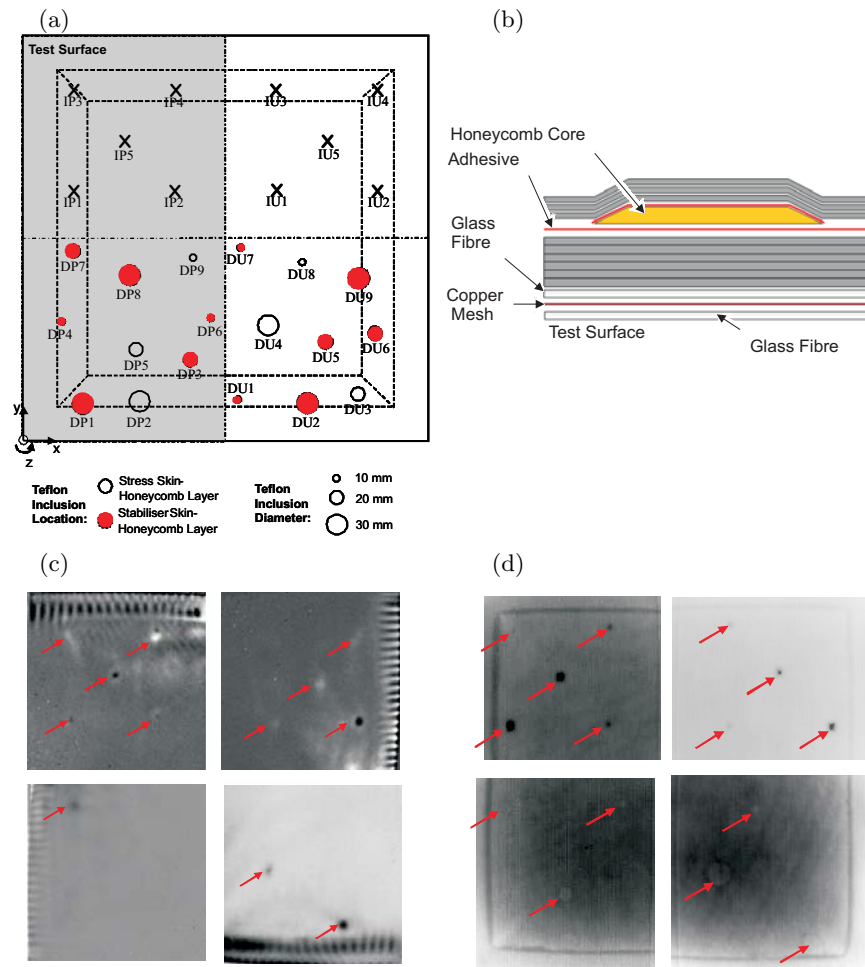 (a)
Test Surface
IP3
IP4
IU3
IU4
IP5
IU5
IP1
IP2
IU1
IU2
DP7
DP9
DU7
DU8
DP8
DU9
DP4
DP6
DU4
DP5
DP3
DU5
DU6
DU1
DP1
DP2
DU2
DU3
y
x
z
Teflon
Inclusion
Location:
Stress Skin-
Honeycomb Layer
Stabiliser Skin-
Honeycomb Layer
Teflon
Inclusion
Diameter:
10 mm
20 mm
30 mm
(b)
Honeycomb Core
Adhesive
Glass
Fibre
Copper
Mesh
Test Surface
Glass Fibre
(c)
(d)